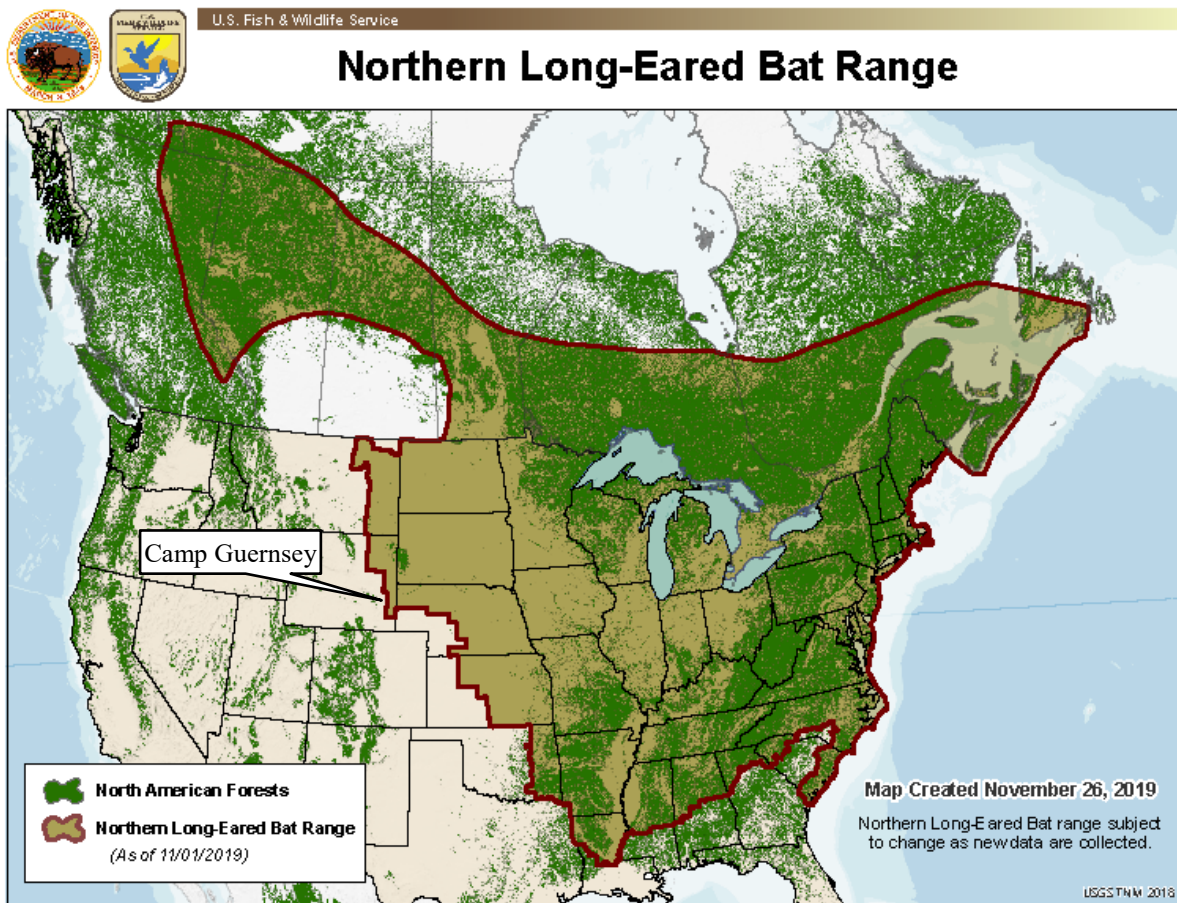 U.S. Fish & Wildlife Service
Northern Long-Eared Bat Range
Camp Guernsey
North American Forests
Northern Long-Eared Bat Range
(As of 11/01/2019)
Map Created November 26, 2019
Northern Long-Eared Bat range subject
to change as new data are collected.
USGS TNM 2018